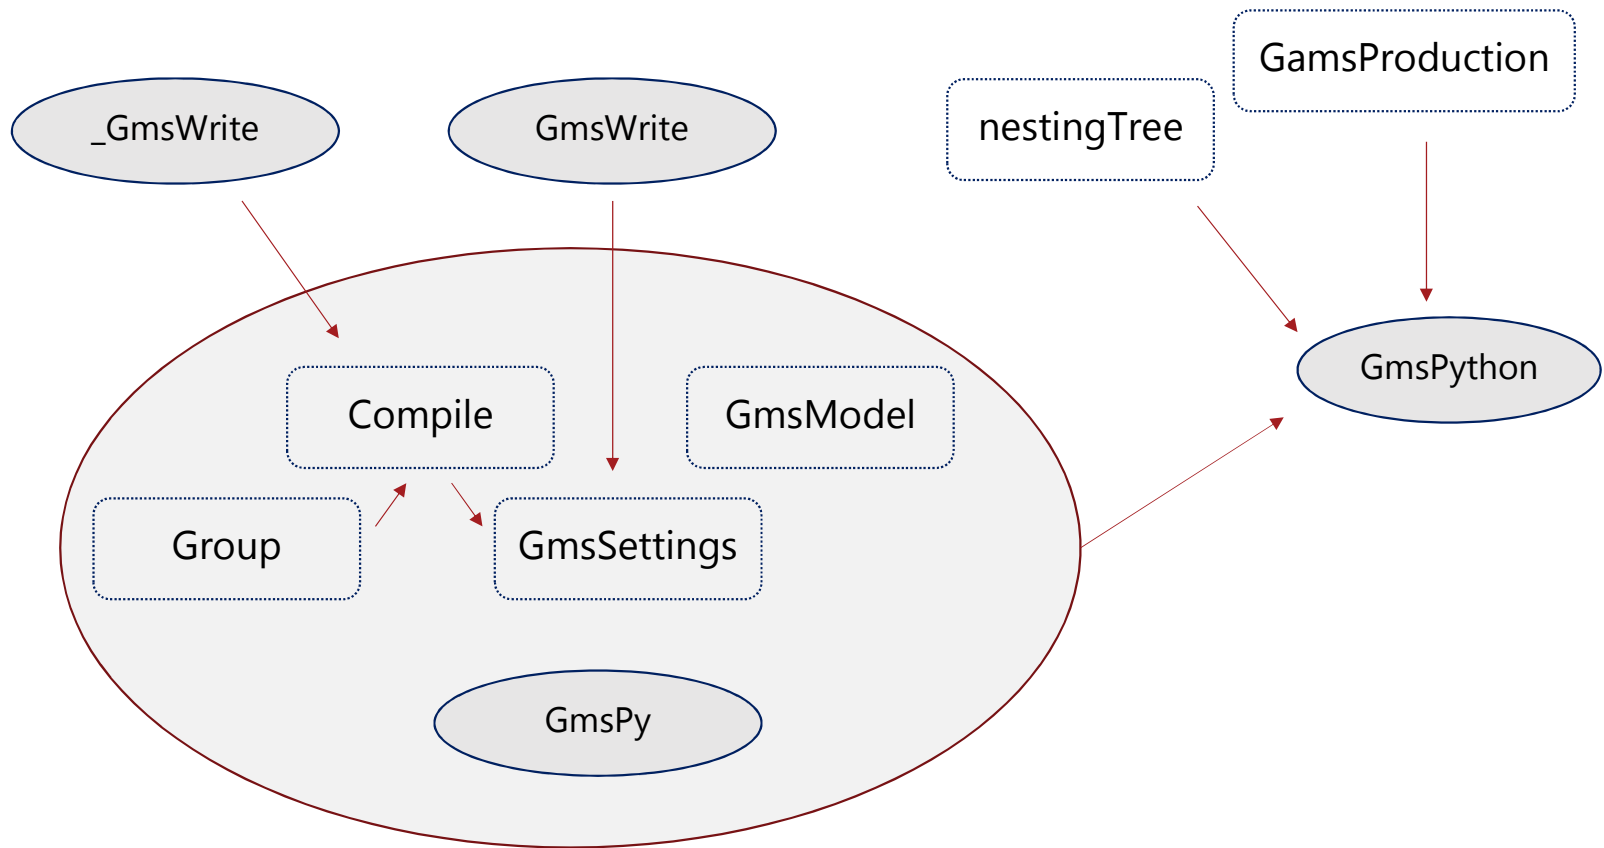 GamsProduction
_GmsWrite
GmsWrite
nestingTree
GmsPython
Compile
GmsModel
Group
GmsSettings
GmsPy